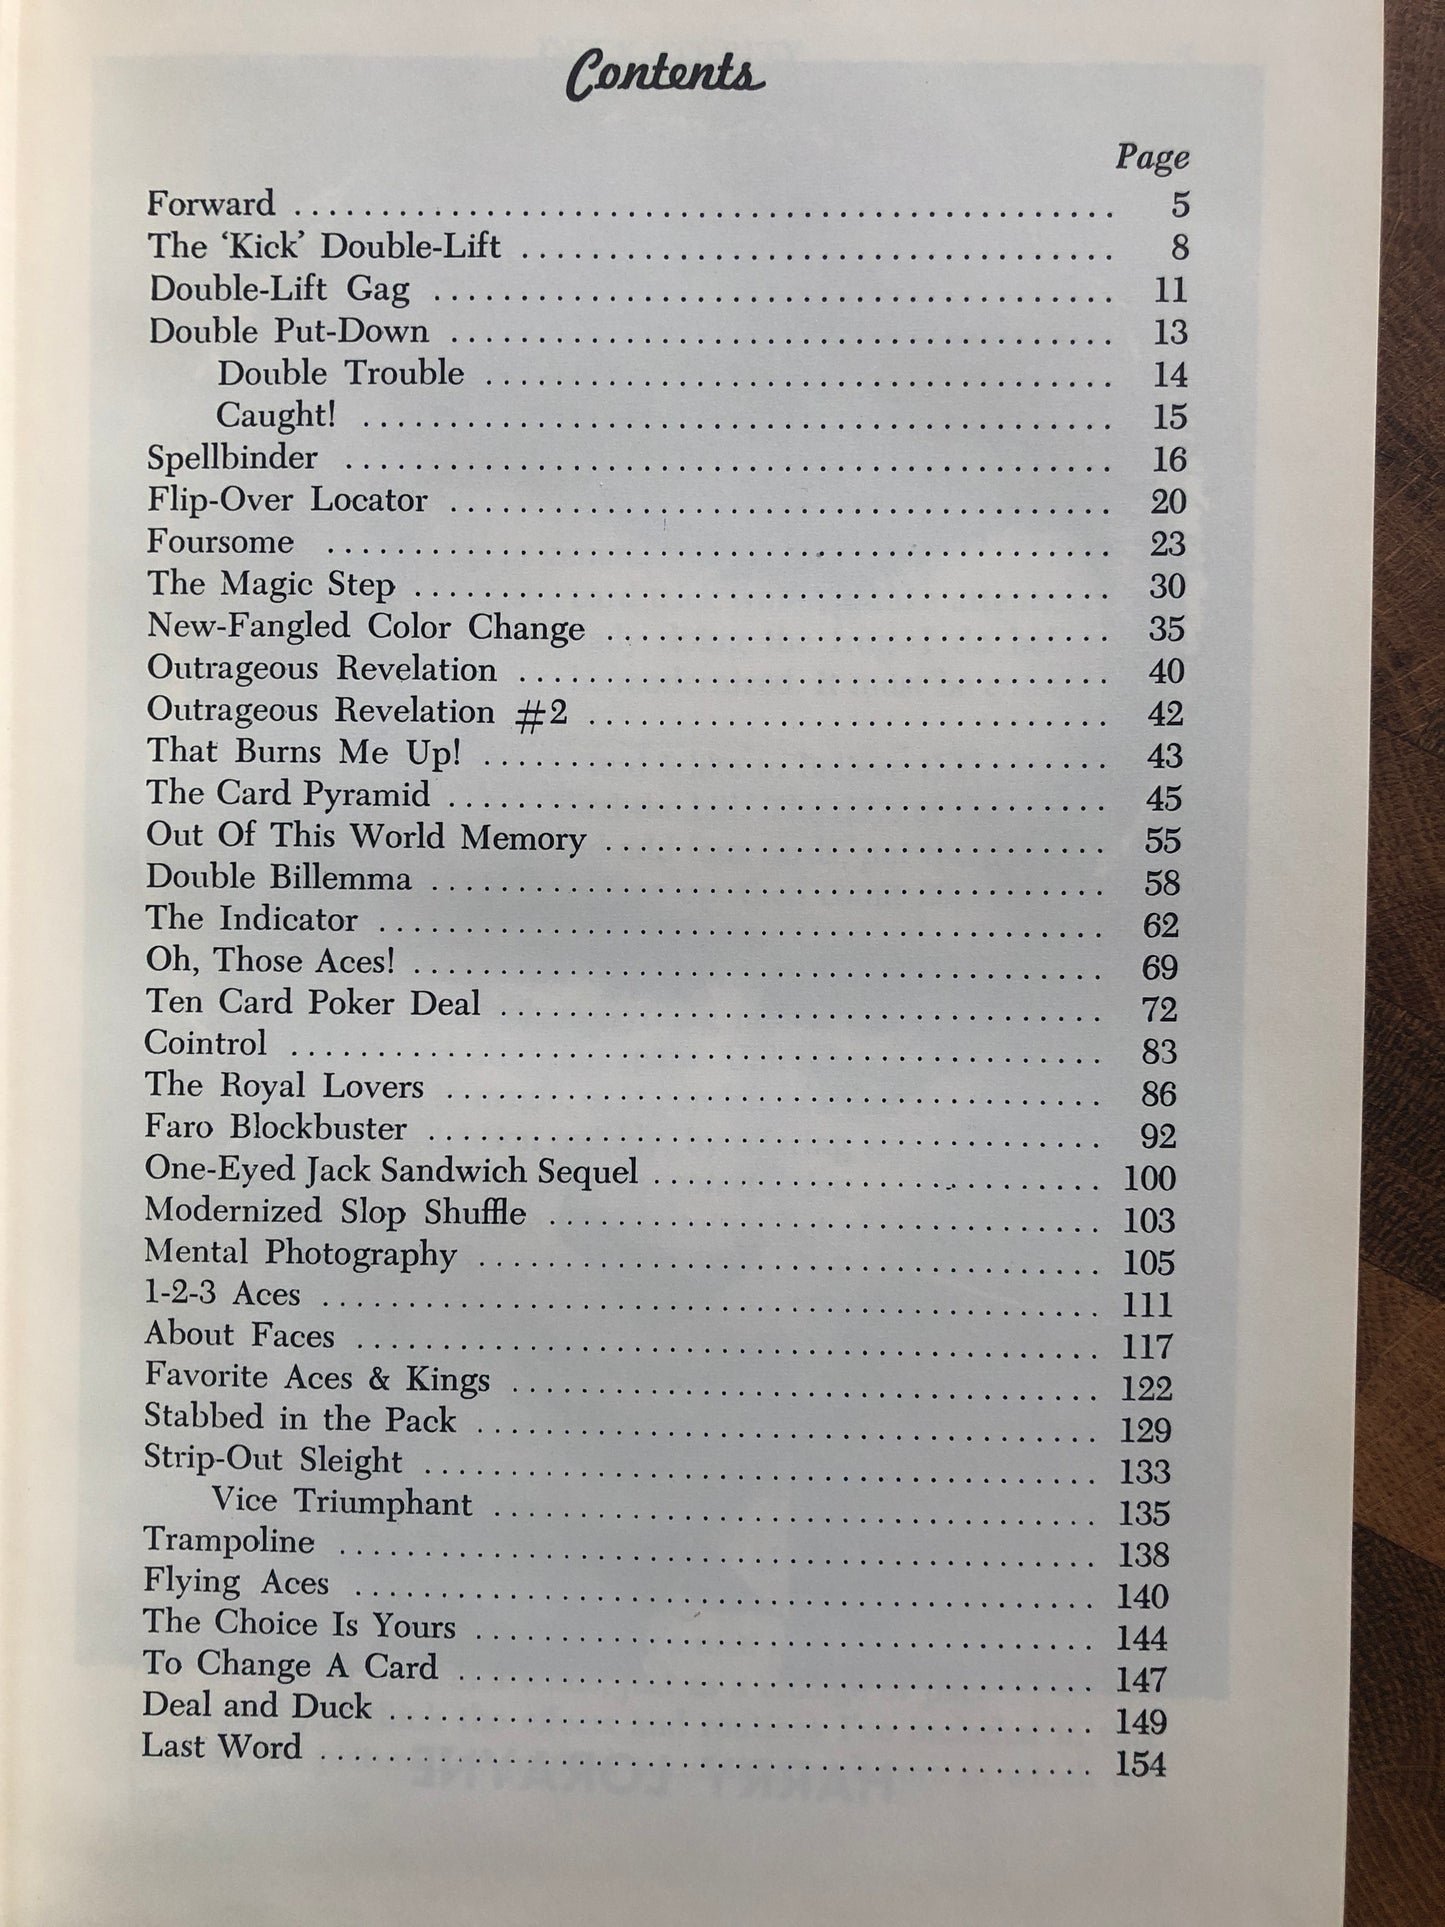 Contents
Page
Forward ........................................................ 5
The ‘Kick’ Double-Lift ........................................ 8
Double-Lift Gag ............................................... 11
Double Put-Down ............................................. 13
Double Trouble .......................................... 14
Caught! .................................................... 15
Spellbinder ..................................................... 16
Flip-Over Locator ............................................. 20
Foursome ...................................................... 23
The Magic Step ................................................ 30
New-Fangled Color Change .................................. 35
Outrageous Revelation ........................................ 40
Outrageous Revelation #2 .................................... 42
That Burns Me Up! ........................................... 43
The Card Pyramid ............................................. 45
Out Of This World Memory .................................. 55
Double Billemma .............................................. 58
The Indicator .................................................. 62
Oh, Those Aces! ............................................... 69
Ten Card Poker Deal ......................................... 72
Cointrol ........................................................ 83
The Royal Lovers ............................................. 86
Faro Blockbuster .............................................. 92
One-Eyed Jack Sandwich Sequel ............................... 100
Modernized Slop Shuffle ...................................... 103
Mental Photography ........................................... 105
1-2-3 Aces ..................................................... 111
About Faces .................................................... 117
Favorite Aces & Kings ........................................ 122
Stabbed in the Pack ........................................... 129
Strip-Out Sleight ............................................... 133
Vice Triumphant .......................................... 135
Trampoline ..................................................... 138
Flying Aces .................................................... 140
The Choice Is Yours ........................................... 144
To Change A Card ............................................ 147
Deal and Duck ................................................. 149
Last Word ...................................................... 154